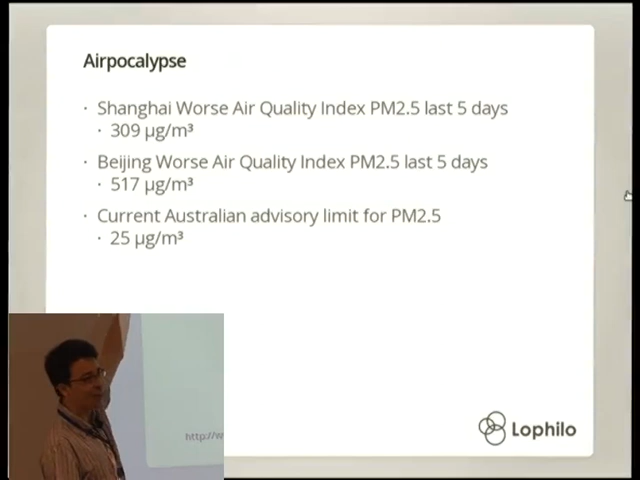 Airpocalypse
· Shanghai Worse Air Quality Index PM2.5 last 5 days
· 309 µg/m³
· Beijing Worse Air Quality Index PM2.5 last 5 days
· 517 µg/m³
· Current Australian advisory limit for PM2.5
· 25 µg/m³
http://w
Lophilo